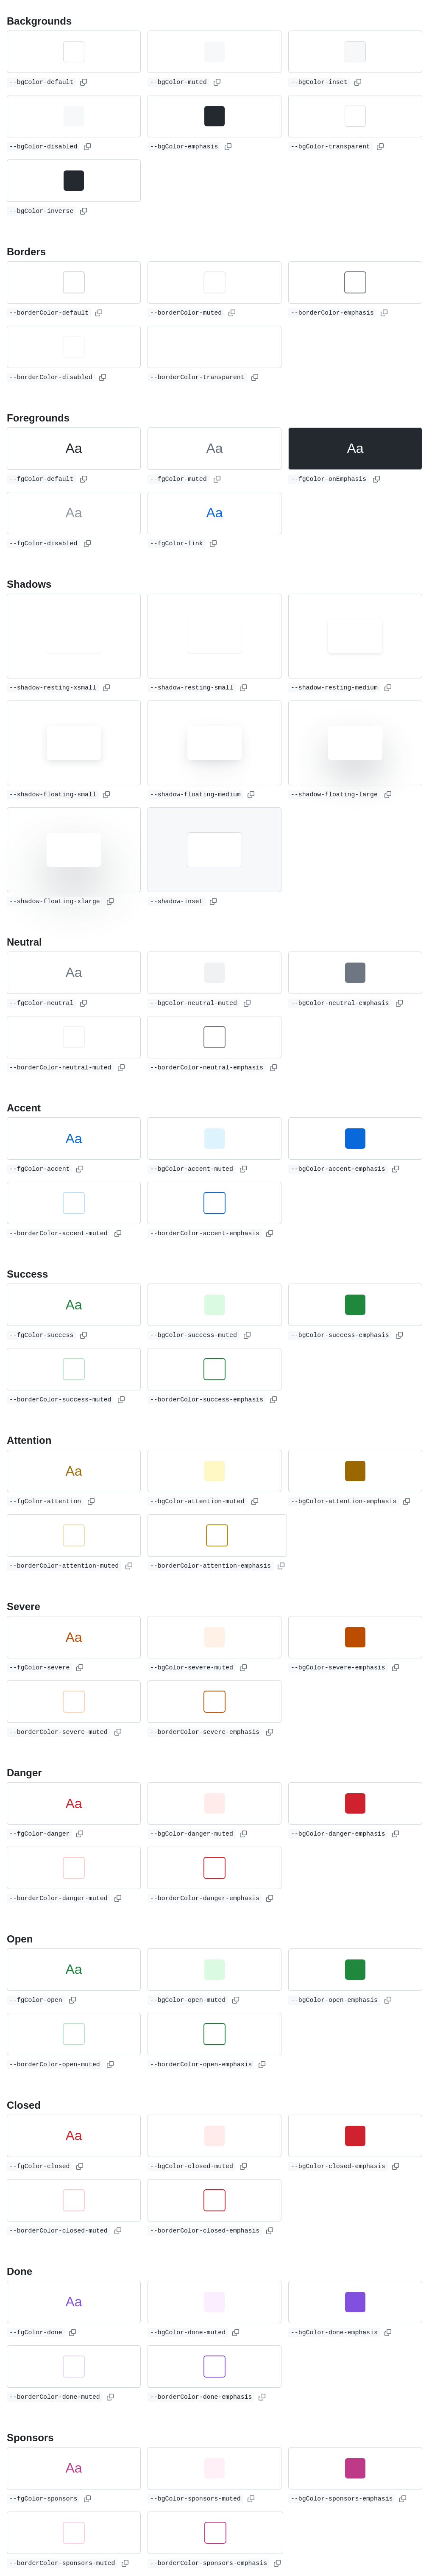 Backgrounds
--bgColor-default --bgColor-muted --bgColor-inset
--bgColor-disabled --bgColor-emphasis --bgColor-transparent
--bgColor-inverse
Borders
--borderColor-default --borderColor-muted --borderColor-emphasis
--borderColor-disabled --borderColor-transparent
Foregrounds
Aa Aa Aa
--fgColor-default --fgColor-muted --fgColor-onEmphasis
Aa Aa
--fgColor-disabled --fgColor-link
Shadows
--shadow-resting-xsmall --shadow-resting-small --shadow-resting-medium
--shadow-floating-small --shadow-floating-medium --shadow-floating-large
--shadow-floating-xlarge --shadow-inset
Neutral
Aa
--fgColor-neutral --bgColor-neutral-muted --bgColor-neutral-emphasis
--borderColor-neutral-muted --borderColor-neutral-emphasis
Accent
Aa
--fgColor-accent --bgColor-accent-muted --bgColor-accent-emphasis
--borderColor-accent-muted --borderColor-accent-emphasis
Success
Aa
--fgColor-success --bgColor-success-muted --bgColor-success-emphasis
--borderColor-success-muted --borderColor-success-emphasis
Attention
Aa
--fgColor-attention --bgColor-attention-muted --bgColor-attention-emphasis
--borderColor-attention-muted --borderColor-attention-emphasis
Severe
Aa
--fgColor-severe --bgColor-severe-muted --bgColor-severe-emphasis
--borderColor-severe-muted --borderColor-severe-emphasis
Danger
Aa
--fgColor-danger --bgColor-danger-muted --bgColor-danger-emphasis
--borderColor-danger-muted --borderColor-danger-emphasis
Open
Aa
--fgColor-open --bgColor-open-muted --bgColor-open-emphasis
--borderColor-open-muted --borderColor-open-emphasis
Closed
Aa
--fgColor-closed --bgColor-closed-muted --bgColor-closed-emphasis
--borderColor-closed-muted --borderColor-closed-emphasis
Done
Aa
--fgColor-done --bgColor-done-muted --bgColor-done-emphasis
--borderColor-done-muted --borderColor-done-emphasis
Sponsors
Aa
--fgColor-sponsors --bgColor-sponsors-muted --bgColor-sponsors-emphasis
--borderColor-sponsors-muted --borderColor-sponsors-emphasis